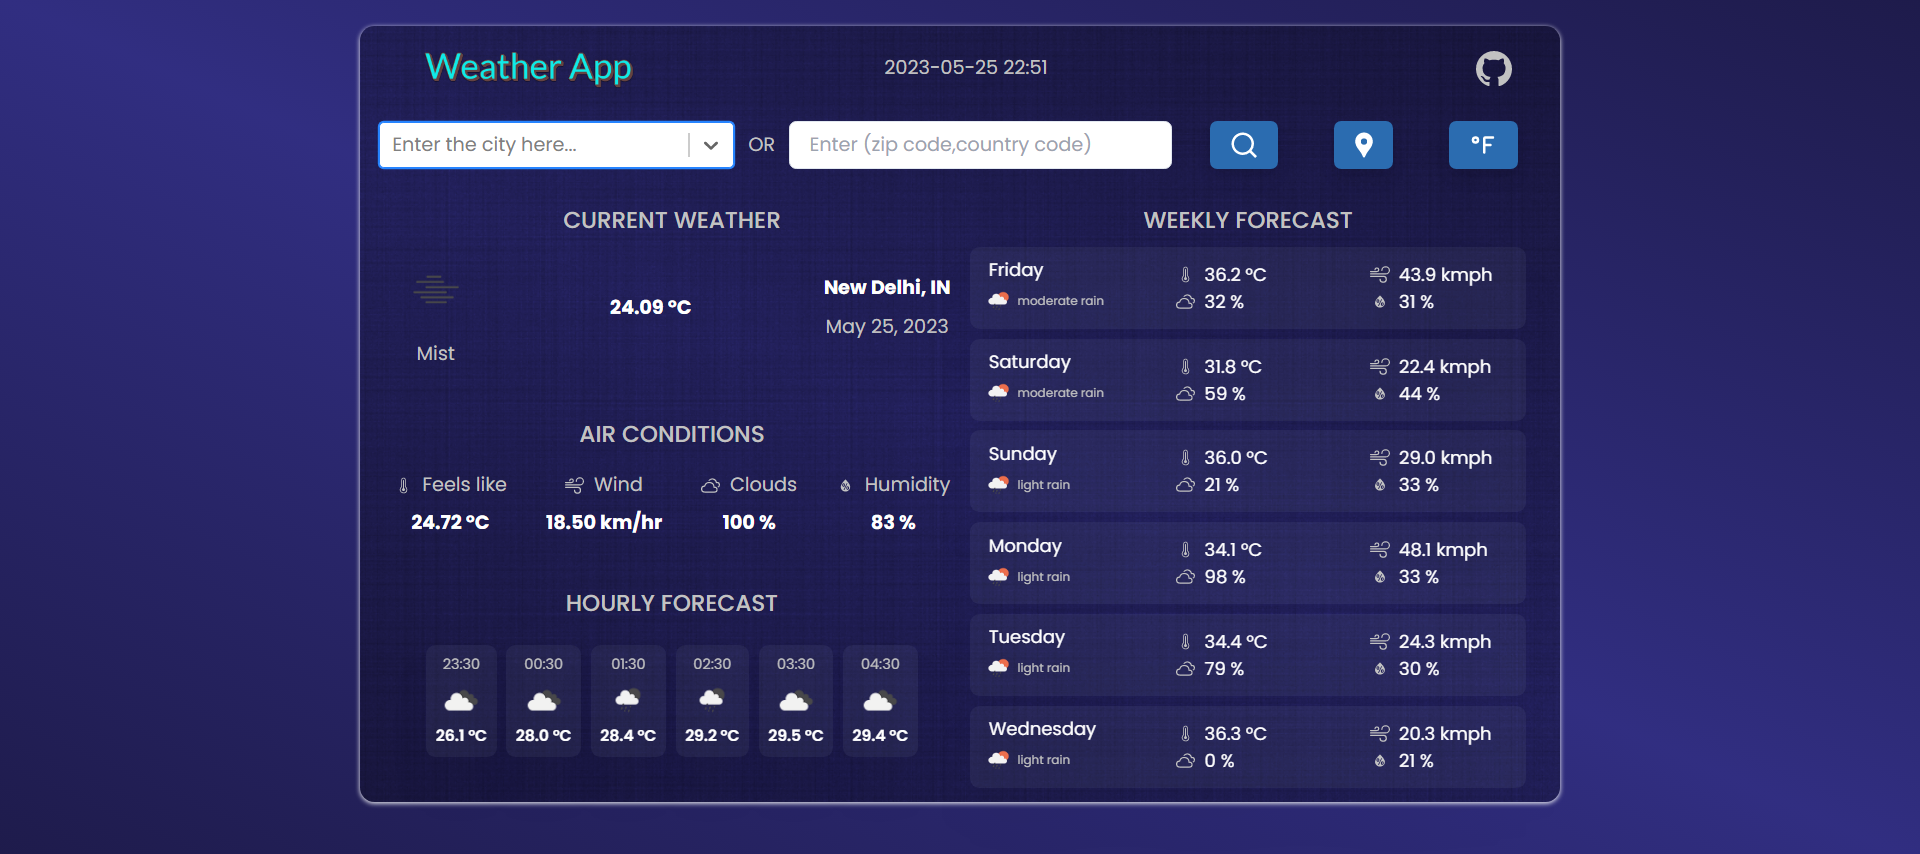 Weather App
2023-05-25 22:51
Enter the city here...
OR
Enter (zip code,country code)
°F
CURRENT WEATHER
Mist
24.09 °C
New Delhi, IN
May 25, 2023
AIR CONDITIONS
Feels like Wind Clouds Humidity
24.72 °C 18.50 km/hr 100 % 83 %
HOURLY FORECAST
23:30 00:30 01:30 02:30 03:30 04:30
26.1 °C 28.0 °C 28.4 °C 29.2 °C 29.5 °C 29.4 °C
WEEKLY FORECAST
Friday 36.2 °C 43.9 kmph
moderate rain 32 % 31 %
Saturday 31.8 °C 22.4 kmph
moderate rain 59 % 44 %
Sunday 36.0 °C 29.0 kmph
light rain 21 % 33 %
Monday 34.1 °C 48.1 kmph
light rain 98 % 33 %
Tuesday 34.4 °C 24.3 kmph
light rain 79 % 30 %
Wednesday 36.3 °C 20.3 kmph
light rain 0 % 21 %